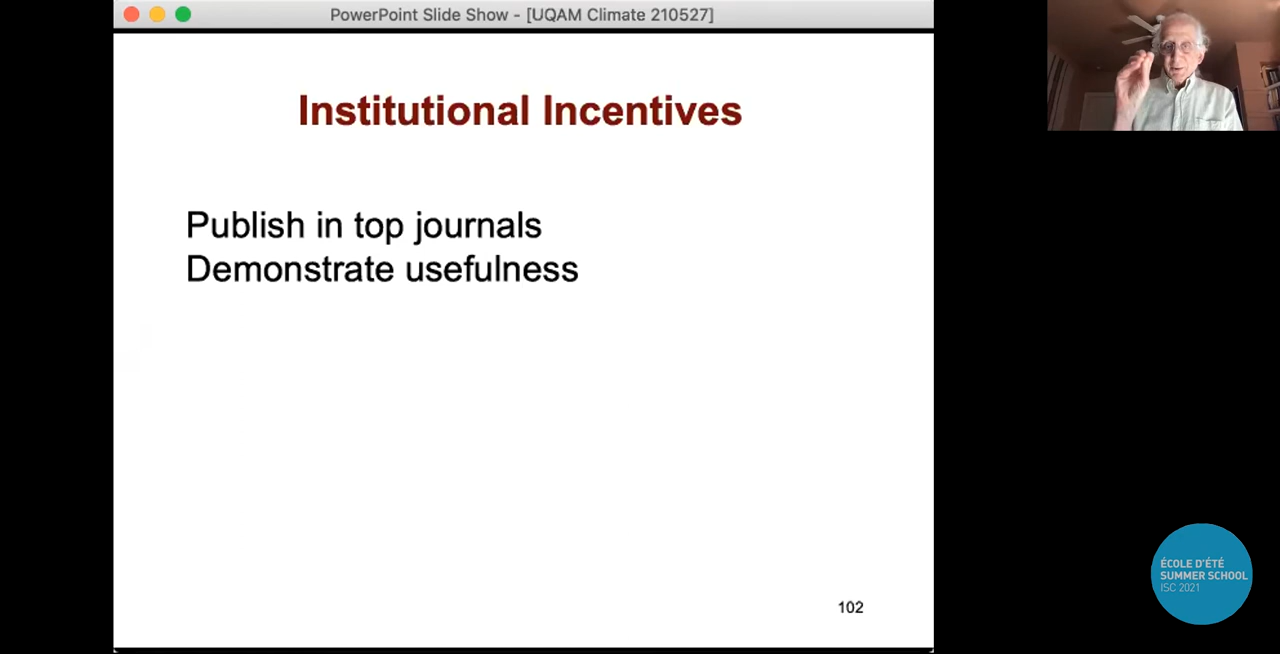 PowerPoint Slide Show - [UQAM Climate 210527]
Institutional Incentives
Publish in top journals
Demonstrate usefulness
102
ÉCOLE D'ÉTÉ
SUMMER SCHOOL
ISC 2021